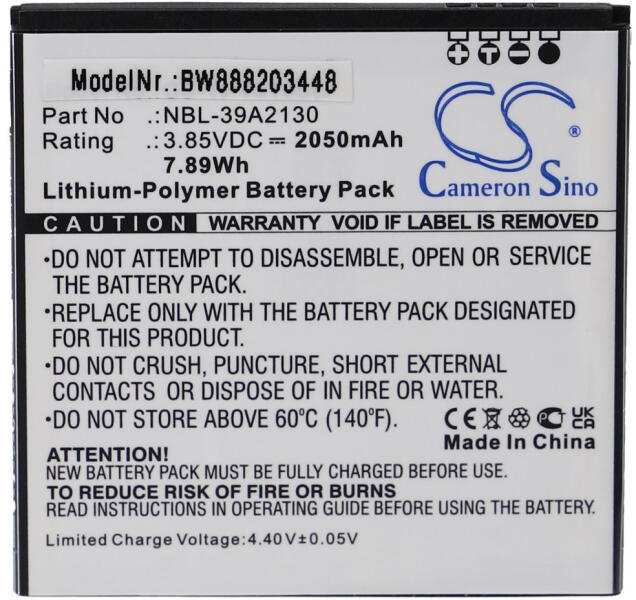 ModelNr.:BW888203448
Part No :NBL-39A2130
Rating :3.85VDC⎓2050mAh
7.89Wh
Lithium-Polymer Battery Pack
CS®
Cameron Sino
CAUTION WARRANTY VOID IF LABEL IS REMOVED
·DO NOT ATTEMPT TO DISASSEMBLE, OPEN OR SERVICE
THE BATTERY PACK.
·REPLACE ONLY WITH THE BATTERY PACK DESIGNATED
FOR THIS PRODUCT.
·DO NOT CRUSH, PUNCTURE, SHORT EXTERNAL
CONTACTS OR DISPOSE OF IN FIRE OR WATER.
·DO NOT STORE ABOVE 60°C (140°F). CE UKCA
Made In China
ATTENTION!
NEW BATTERY PACK MUST BE FULLY CHARGED BEFORE USE.
TO REDUCE RISK OF FIRE OR BURNS
READ INSTRUCTIONS IN OPERATING GUIDE BEFORE CHARGING.
Limited Charge Voltage:4.40V±0.05V